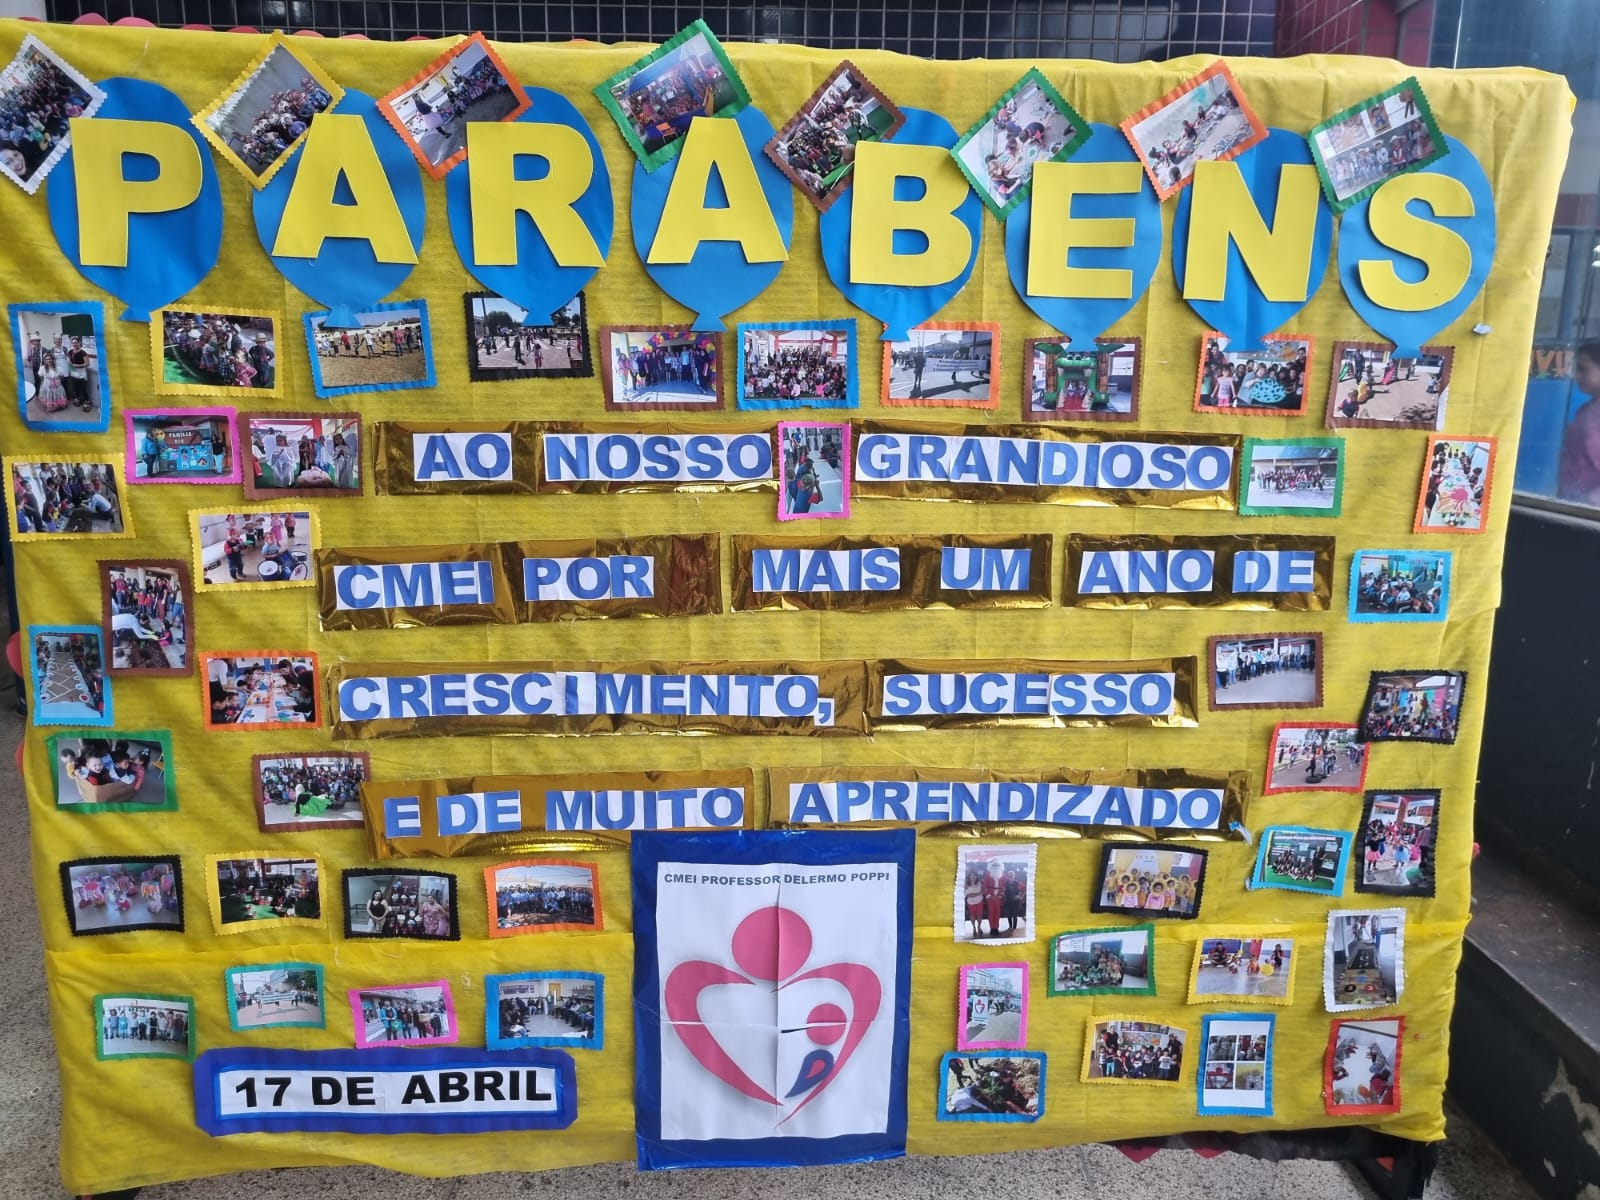 PARABENS
AO NOSSO GRANDIOSO
CMEI POR MAIS UM ANO DE
CRESCIMENTO, SUCESSO
E DE MUITO APRENDIZADO
CMEI PROFESSOR DELERMO POPPI
17 DE ABRIL
FAMÍLIA